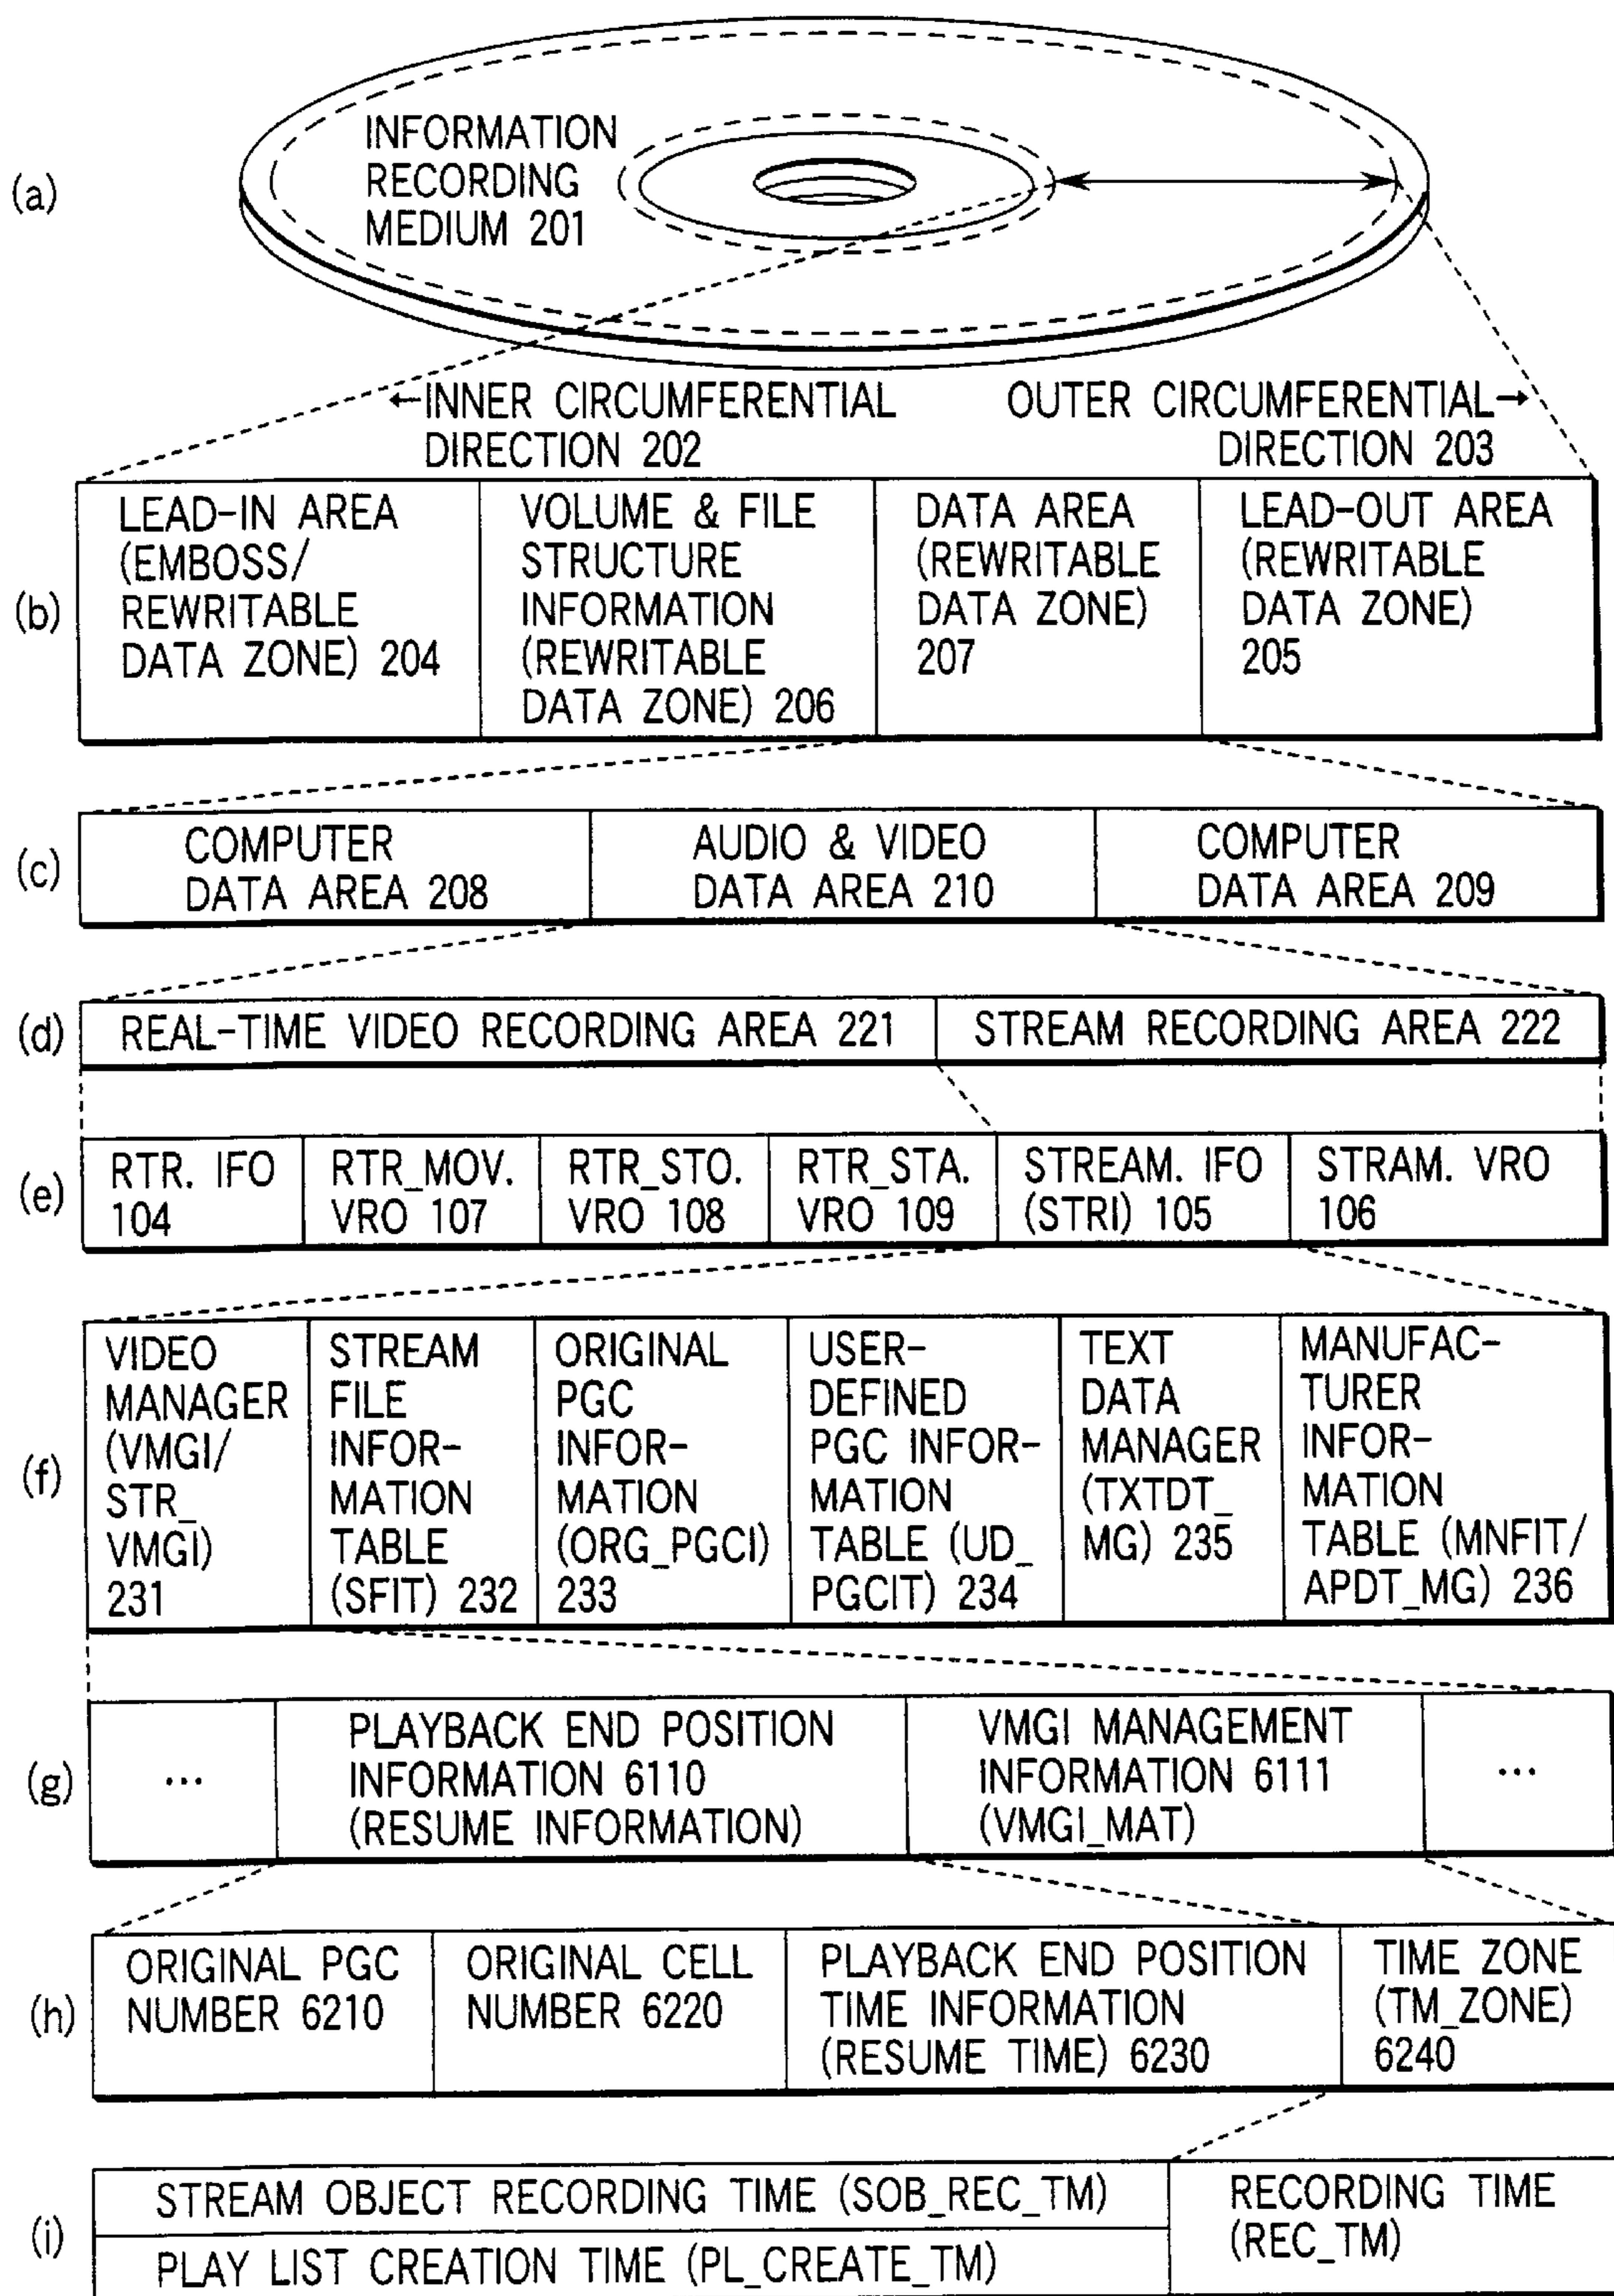 (a)
INFORMATION
RECORDING
MEDIUM 201
←INNER CIRCUMFERENTIAL
DIRECTION 202
OUTER CIRCUMFERENTIAL→
DIRECTION 203
(b)
LEAD-IN AREA
(EMBOSS/
REWRITABLE
DATA ZONE) 204
VOLUME & FILE
STRUCTURE
INFORMATION
(REWRITABLE
DATA ZONE) 206
DATA AREA
(REWRITABLE
DATA ZONE)
207
LEAD-OUT AREA
(REWRITABLE
DATA ZONE)
205
(c)
COMPUTER
DATA AREA 208
AUDIO & VIDEO
DATA AREA 210
COMPUTER
DATA AREA 209
(d)
REAL-TIME VIDEO RECORDING AREA 221
STREAM RECORDING AREA 222
(e)
RTR. IFO
104
RTR_MOV.
VRO 107
RTR_STO.
VRO 108
RTR_STA.
VRO 109
STREAM. IFO
(STRI) 105
STRAM. VRO
106
(f)
VIDEO
MANAGER
(VMGI/
STR_
VMGI)
231
STREAM
FILE
INFOR-
MATION
TABLE
(SFIT) 232
ORIGINAL
PGC
INFOR-
MATION
(ORG_PGCI)
233
USER-
DEFINED
PGC INFOR-
MATION
TABLE (UD_
PGCIT) 234
TEXT
DATA
MANAGER
(TXTDT_
MG) 235
MANUFAC-
TURER
INFOR-
MATION
TABLE (MNFIT/
APDT_MG) 236
(g)
...
PLAYBACK END POSITION
INFORMATION 6110
(RESUME INFORMATION)
VMGI MANAGEMENT
INFORMATION 6111
(VMGI_MAT)
...
(h)
ORIGINAL PGC
NUMBER 6210
ORIGINAL CELL
NUMBER 6220
PLAYBACK END POSITION
TIME INFORMATION
(RESUME TIME) 6230
TIME ZONE
(TM_ZONE)
6240
(i)
STREAM OBJECT RECORDING TIME (SOB_REC_TM)
PLAY LIST CREATION TIME (PL_CREATE_TM)
RECORDING TIME
(REC_TM)